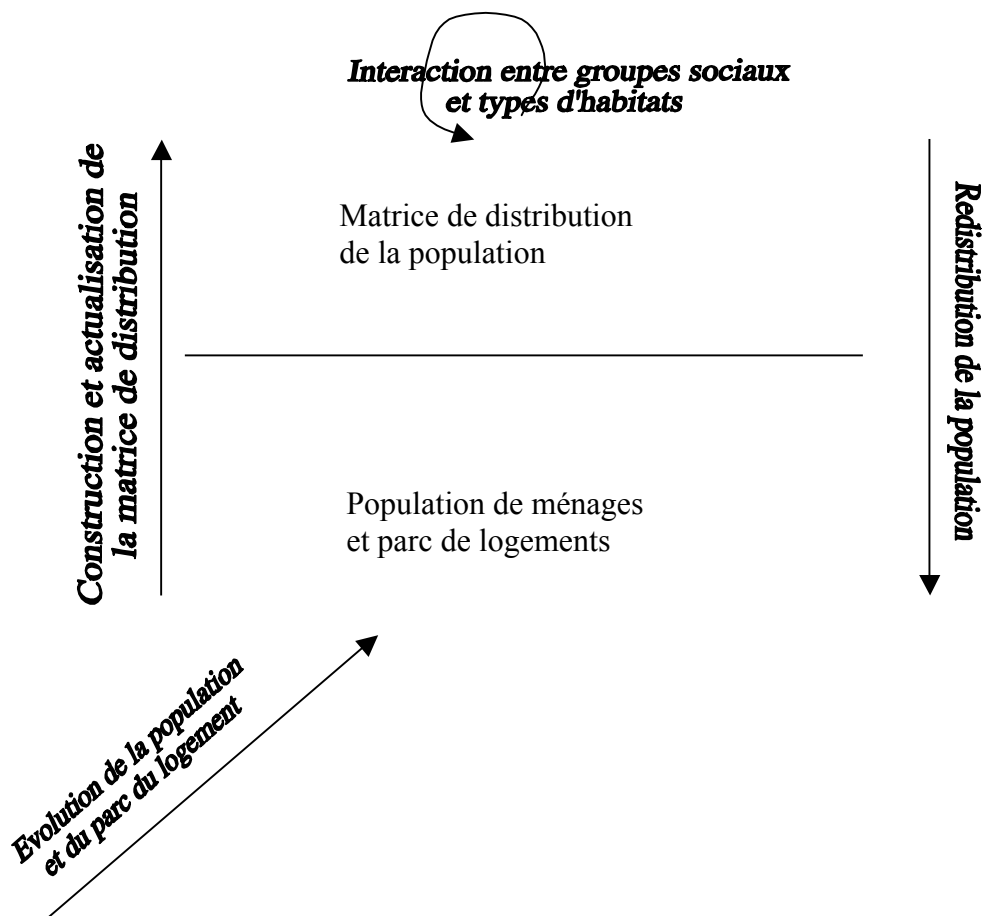 Interaction entre groupes sociaux
et types d'habitats
Construction et actualisation de
la matrice de distribution
Matrice de distribution
de la population
Redistribution de la population
Population de ménages
et parc de logements
Evolution de la population
et du parc du logement